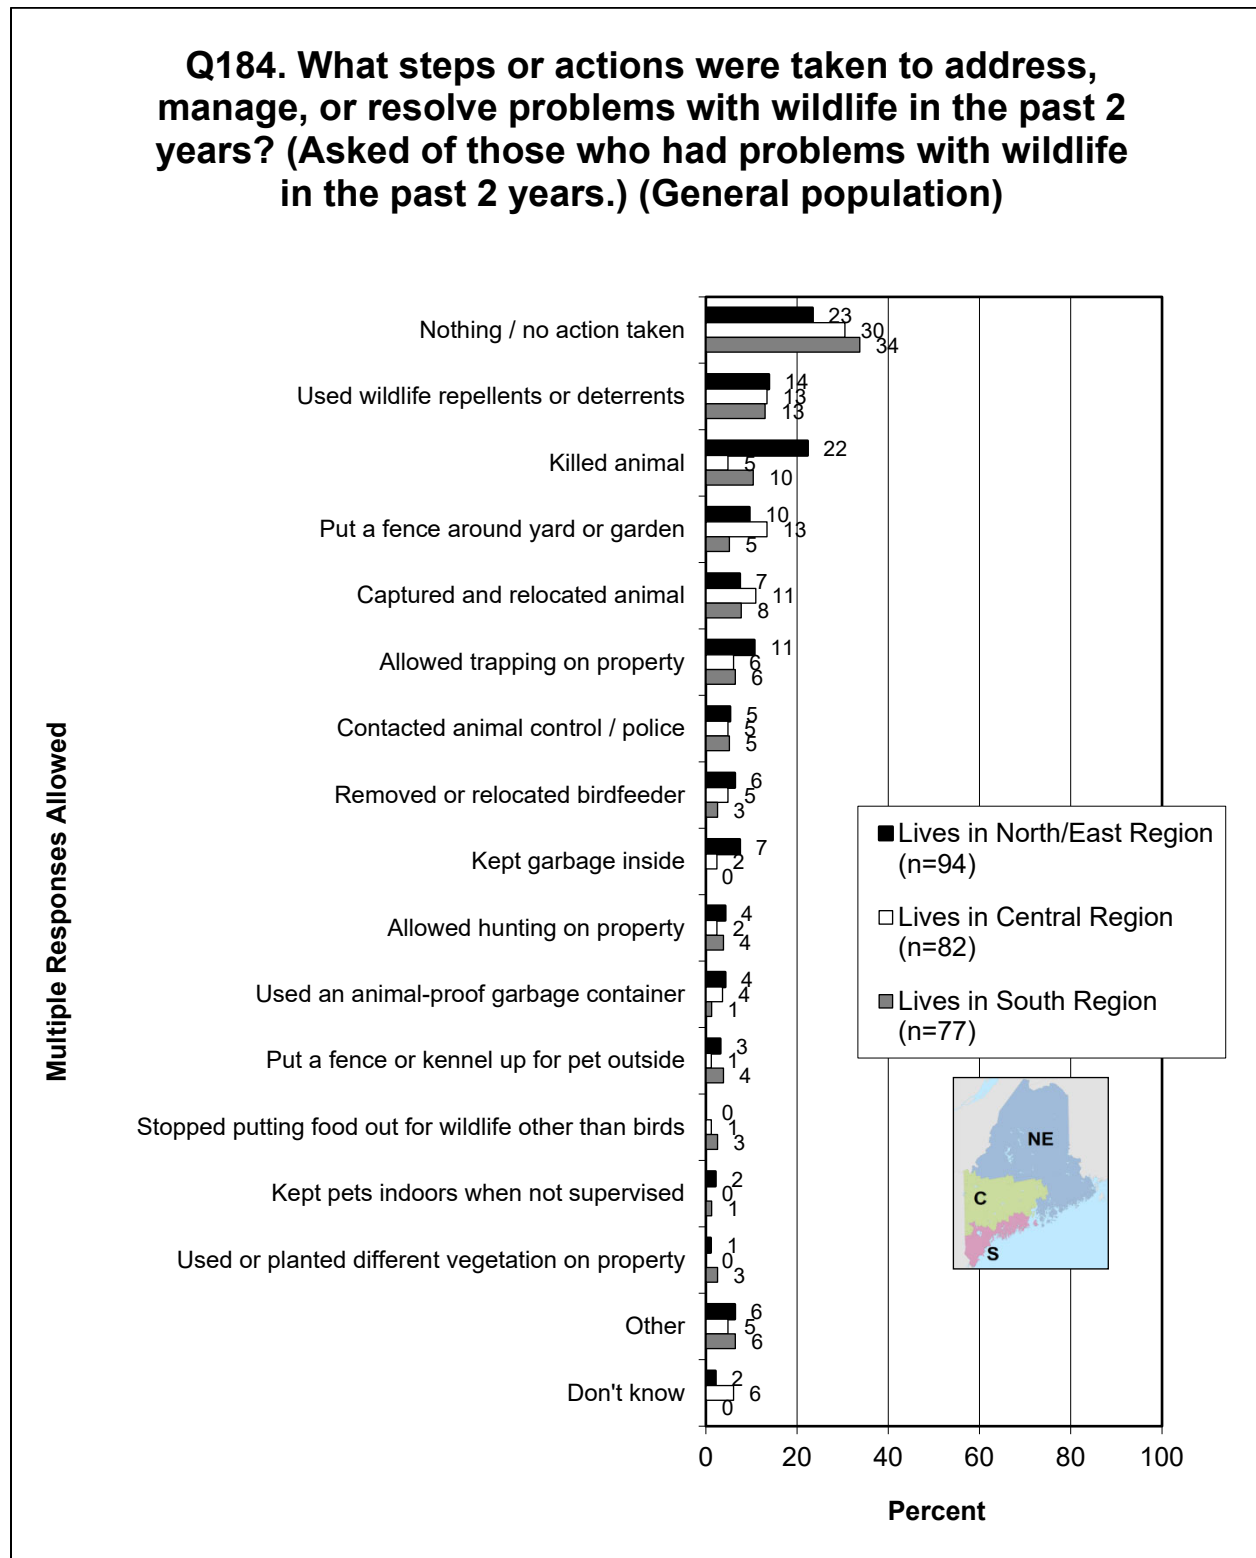 Q184. What steps or actions were taken to address,
manage, or resolve problems with wildlife in the past 2
years? (Asked of those who had problems with wildlife
in the past 2 years.) (General population)
Multiple Responses Allowed
Nothing / no action taken
23
30
34
Used wildlife repellents or deterrents
14
13
13
Killed animal
22
5
10
Put a fence around yard or garden
10
13
5
Captured and relocated animal
7
11
8
Allowed trapping on property
11
6
6
Contacted animal control / police
5
5
5
Removed or relocated birdfeeder
6
5
3
Kept garbage inside
7
2
0
Allowed hunting on property
4
2
4
Used an animal-proof garbage container
4
4
1
Put a fence or kennel up for pet outside
3
1
4
Stopped putting food out for wildlife other than birds
0
1
3
Kept pets indoors when not supervised
2
0
1
Used or planted different vegetation on property
1
0
3
Other
6
5
6
Don't know
2
6
0
0 20 40 60 80 100
Percent
Lives in North/East Region
(n=94)
Lives in Central Region
(n=82)
Lives in South Region
(n=77)
NE
C
S